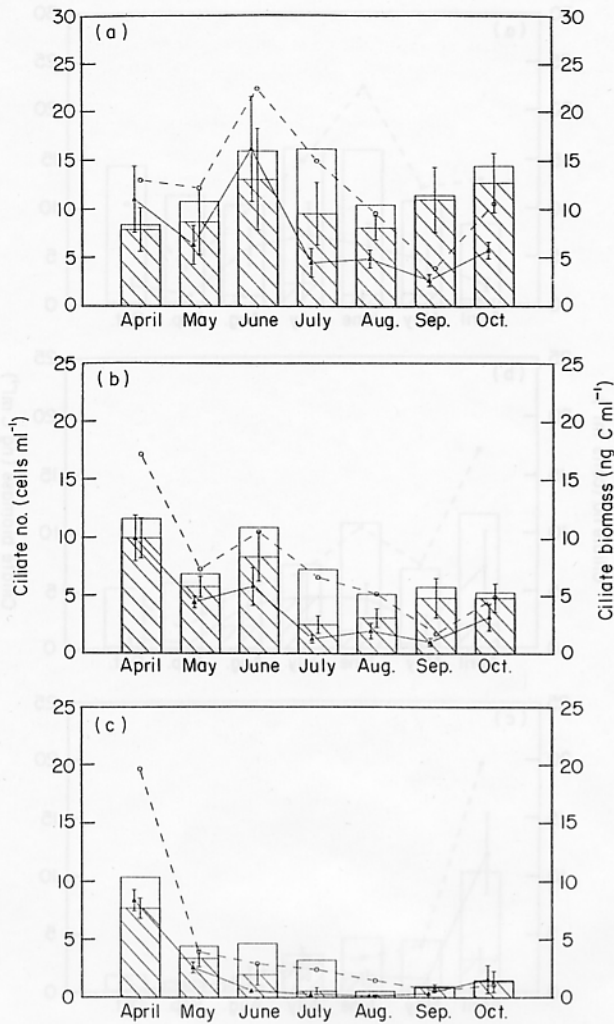 (a)
30 30
25 25
20 20
15 15
10 10
5 5
0 0
April May June July Aug. Sep. Oct.
(b)
25 25
20 20
15 15
10 10
5 5
0 0
April May June July Aug. Sep. Oct.
Ciliate no. (cells ml⁻¹)
Ciliate biomass (ng C ml⁻¹)
(c)
25 25
20 20
15 15
10 10
5 5
0 0
April May June July Aug. Sep. Oct.